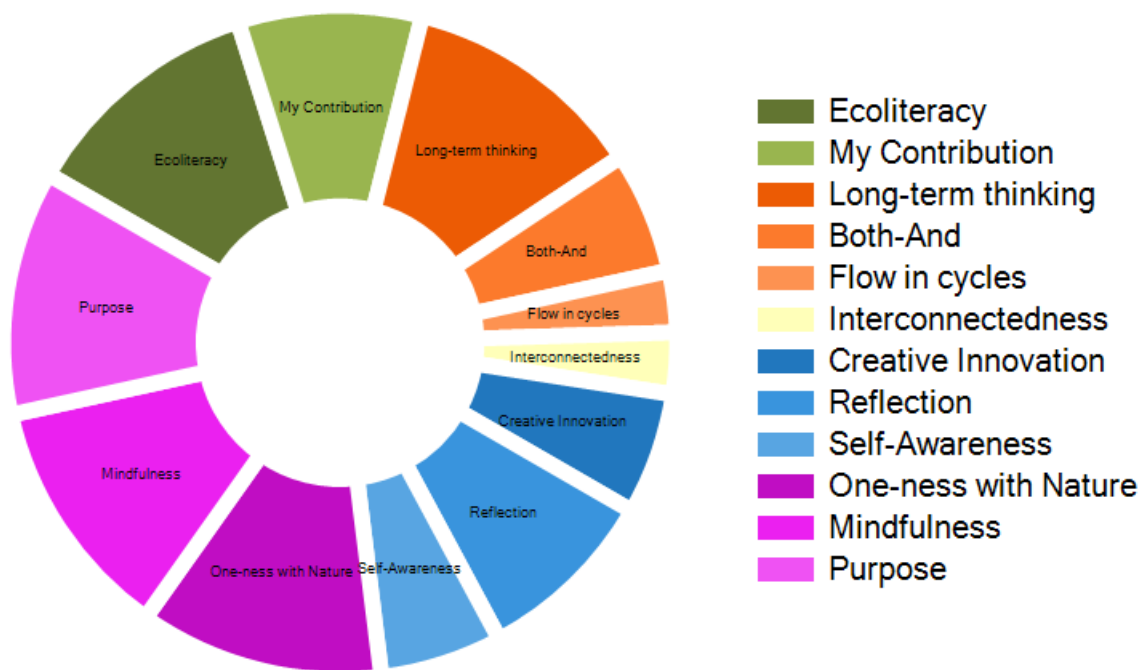 My Contribution
Long-term thinking
Ecoliteracy
Both-And
Purpose
Flow in cycles
Interconnectedness
Creative Innovation
Mindfulness
Reflection
One-ness with Nature
Self-Awareness
Ecoliteracy
My Contribution
Long-term thinking
Both-And
Flow in cycles
Interconnectedness
Creative Innovation
Reflection
Self-Awareness
One-ness with Nature
Mindfulness
Purpose